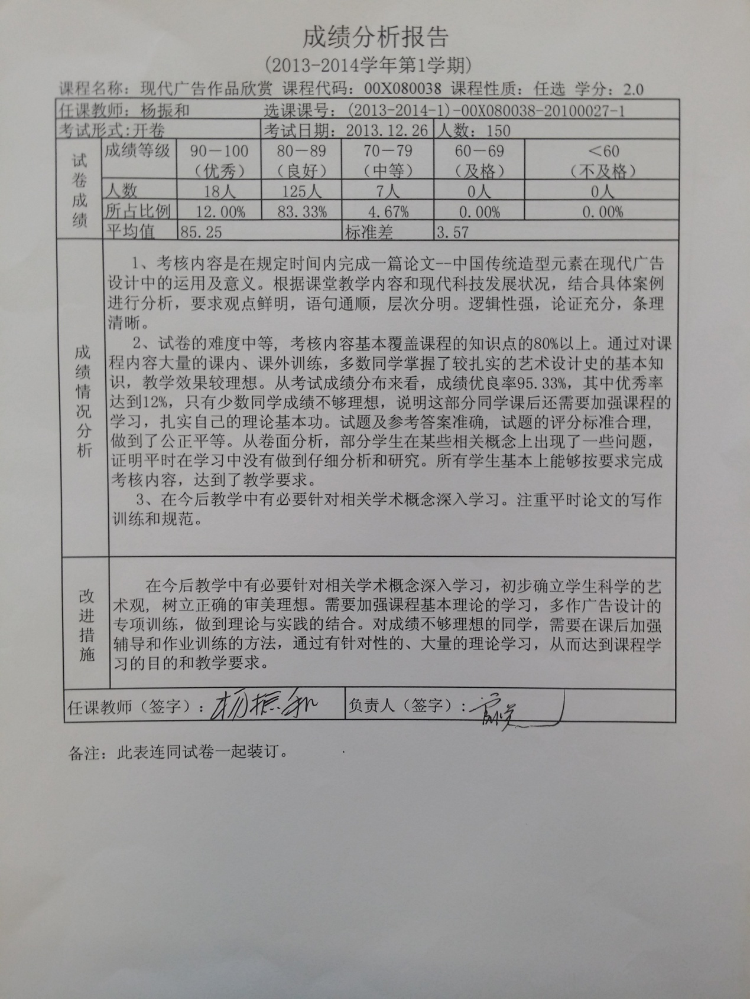 成绩分析报告
(2013-2014学年第1学期)
课程名称：现代广告作品欣赏 课程代码：00X080038 课程性质：任选 学分：2.0
任课教师：杨振和 选课课号：(2013-2014-1)-00X080038-20100027-1
考试形式:开卷 考试日期：2013.12.26 人数：150
试卷成绩
成绩等级 90－100 80－89 70－79 60－69 ＜60
（优秀） （良好） （中等） （及格） （不及格）
人数 18人 125人 7人 0人 0人
所占比例 12.00% 83.33% 4.67% 0.00% 0.00%
平均值 85.25 标准差 3.57
成绩情况分析
1、考核内容是在规定时间内完成一篇论文--中国传统造型元素在现代广告
设计中的运用及意义。根据课堂教学内容和现代科技发展状况，结合具体案例
进行分析，要求观点鲜明，语句通顺，层次分明。逻辑性强，论证充分，条理
清晰。
2、试卷的难度中等, 考核内容基本覆盖课程的知识点的80%以上。通过对课
程内容大量的课内、课外训练，多数同学掌握了较扎实的艺术设计史的基本知
识，教学效果较理想。从考试成绩分布来看，成绩优良率95.33%，其中优秀率
达到12%，只有少数同学成绩不够理想，说明这部分同学课后还需要加强课程的
学习，扎实自己的理论基本功。试题及参考答案准确, 试题的评分标准合理,
做到了公正平等。从卷面分析，部分学生在某些相关概念上出现了一些问题，
证明平时在学习中没有做到仔细分析和研究。所有学生基本上能够按要求完成
考核内容，达到了教学要求。
3、在今后教学中有必要针对相关学术概念深入学习。注重平时论文的写作
训练和规范。
改进措施
在今后教学中有必要针对相关学术概念深入学习，初步确立学生科学的艺
术观, 树立正确的审美理想。需要加强课程基本理论的学习，多作广告设计的
专项训练，做到理论与实践的结合。对成绩不够理想的同学，需要在课后加强
辅导和作业训练的方法，通过有针对性的、大量的理论学习，从而达到课程学
习的目的和教学要求。
任课教师（签字）：杨振和 负责人（签字）:
备注：此表连同试卷一起装订。